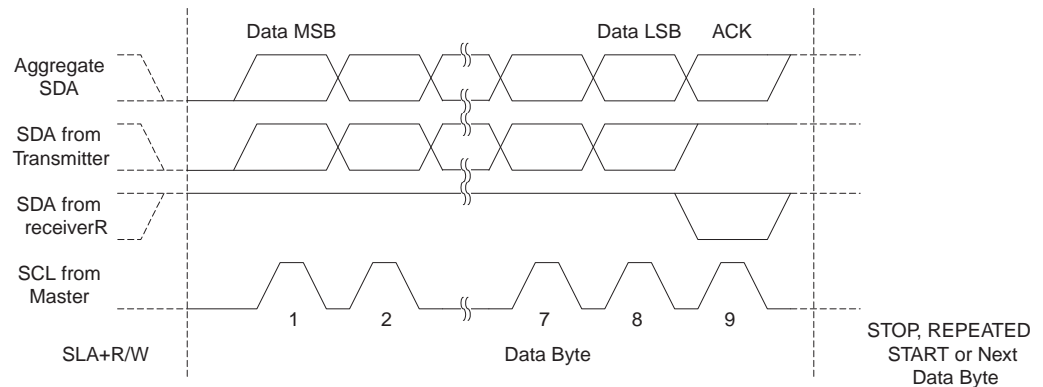 Data MSB
Data LSB
ACK
Aggregate
SDA
SDA from
Transmitter
SDA from
receiverR
SCL from
Master
1
2
7
8
9
SLA+R/W
Data Byte
STOP, REPEATED
START or Next
Data Byte